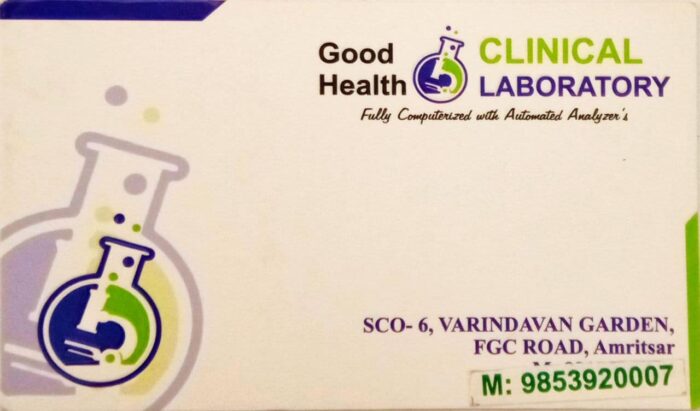 Good Health CLINICAL LABORATORY
Fully Computerized with Automated Analyzer's
SCO- 6, VARINDAVAN GARDEN,
FGC ROAD, Amritsar
M: 9853920007